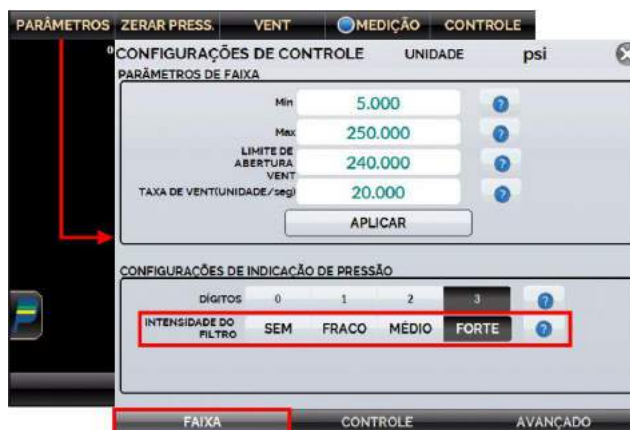 PARÂMETROS ZERAR PRESS. VENT MEDIÇÃO CONTROLE
0
CONFIGURAÇÕES DE CONTROLE UNIDADE psi
PARÂMETROS DE FAIXA
Min 5.000 ?
Max 250.000 ?
LIMITE DE
ABERTURA 240.000 ?
VENT
TAXA DE VENT(UNIDADE/seg) 20.000 ?
APLICAR
CONFIGURAÇÕES DE INDICAÇÃO DE PRESSÃO
DÍGITOS 0 1 2 3 ?
INTENSIDADE DO
FILTRO SEM FRACO MÉDIO FORTE ?
FAIXA CONTROLE AVANÇADO